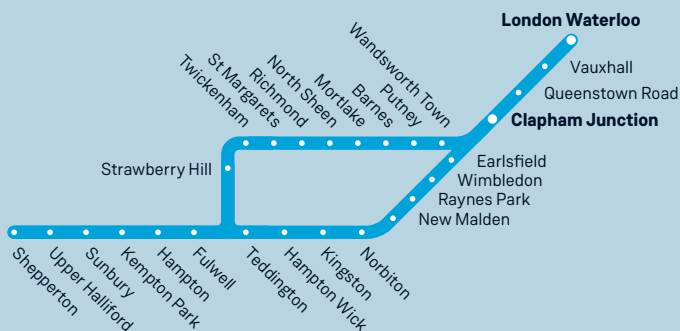 London Waterloo
Vauxhall
Queenstown Road
Clapham Junction
Wandsworth Town
Putney
Barnes
Mortlake
North Sheen
Richmond
St Margarets
Twickenham
Strawberry Hill
Earlsfield
Wimbledon
Raynes Park
New Malden
Norbiton
Kingston
Hampton Wick
Teddington
Fulwell
Hampton
Kempton Park
Sunbury
Upper Halliford
Shepperton